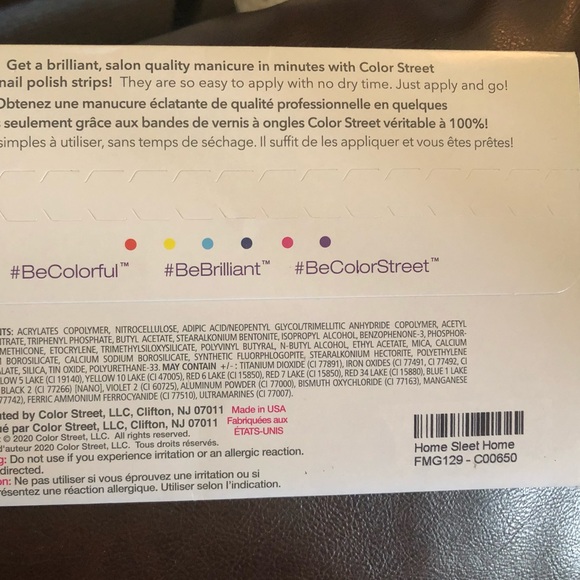 Get a brilliant, salon quality manicure in minutes with Color Street
nail polish strips! They are so easy to apply with no dry time. Just apply and go!
Obtenez une manucure éclatante de qualité professionnelle en quelques
seulement grâce aux bandes de vernis à ongles Color Street véritable à 100%!
simples à utiliser, sans temps de séchage. Il suffit de les appliquer et vous êtes prêtes!
#BeColorful™ #BeBrilliant™ #BeColorStreet™
NTS: ACRYLATES COPOLYMER, NITROCELLULOSE, ADIPIC ACID/NEOPENTYL GLYCOL/TRIMELLITIC ANHYDRIDE COPOLYMER, ACETYL
ITRATE, TRIPHENYL PHOSPHATE, BUTYL ACETATE, STEARALKONIUM BENTONITE, ISOPROPYL ALCOHOL, BENZOPHENONE-3, PHOSPHOR-
METHICONE, ETOCRYLENE, TRIMETHYLSILOXYSILICATE, POLYVINYL BUTYRAL, N-BUTYL ALCOHOL, ETHYL ACETATE, MICA, CALCIUM
M BOROSILICATE, CALCIUM SODIUM BOROSILICATE, SYNTHETIC FLUORPHLOGOPITE, STEARALKONIUM HECTORITE, POLYETHYLENE
ALATE, SILICA, TIN OXIDE, POLYURETHANE-33. MAY CONTAIN +/- : TITANIUM DIOXIDE (CI 77891), IRON OXIDES (CI 77491, CI 77492, CI
LOW 5 LAKE (CI 19140), YELLOW 10 LAKE (CI 47005), RED 6 LAKE (CI 15850), RED 7 LAKE (CI 15850), RED 34 LAKE (CI 15880), BLUE 1 LAKE
BLACK 2 (CI 77266) [NANO], VIOLET 2 (CI 60725), ALUMINUM POWDER (CI 77000), BISMUTH OXYCHLORIDE (CI 77163), MANGANESE
77742), FERRIC AMMONIUM FERROCYANIDE (CI 77510), ULTRAMARINES (CI 77007).
uted by Color Street, LLC, Clifton, NJ 07011 Made in USA
ué par Color Street, LLC, Clifton, NJ 07011 Fabriquées aux
t © 2020 Color Street, LLC. All rights reserved. ÉTATS-UNIS
d'auteur 2020 Color Street, LLC. Tous droits réservés.
g: Do not use if you experience irritation or an allergic reaction.
directed.
on: Ne pas utiliser si vous éprouvez une irritation ou si
résentez une réaction allergique. Utiliser selon l'indication.
Home Sleet Home
FMG129 - C00650